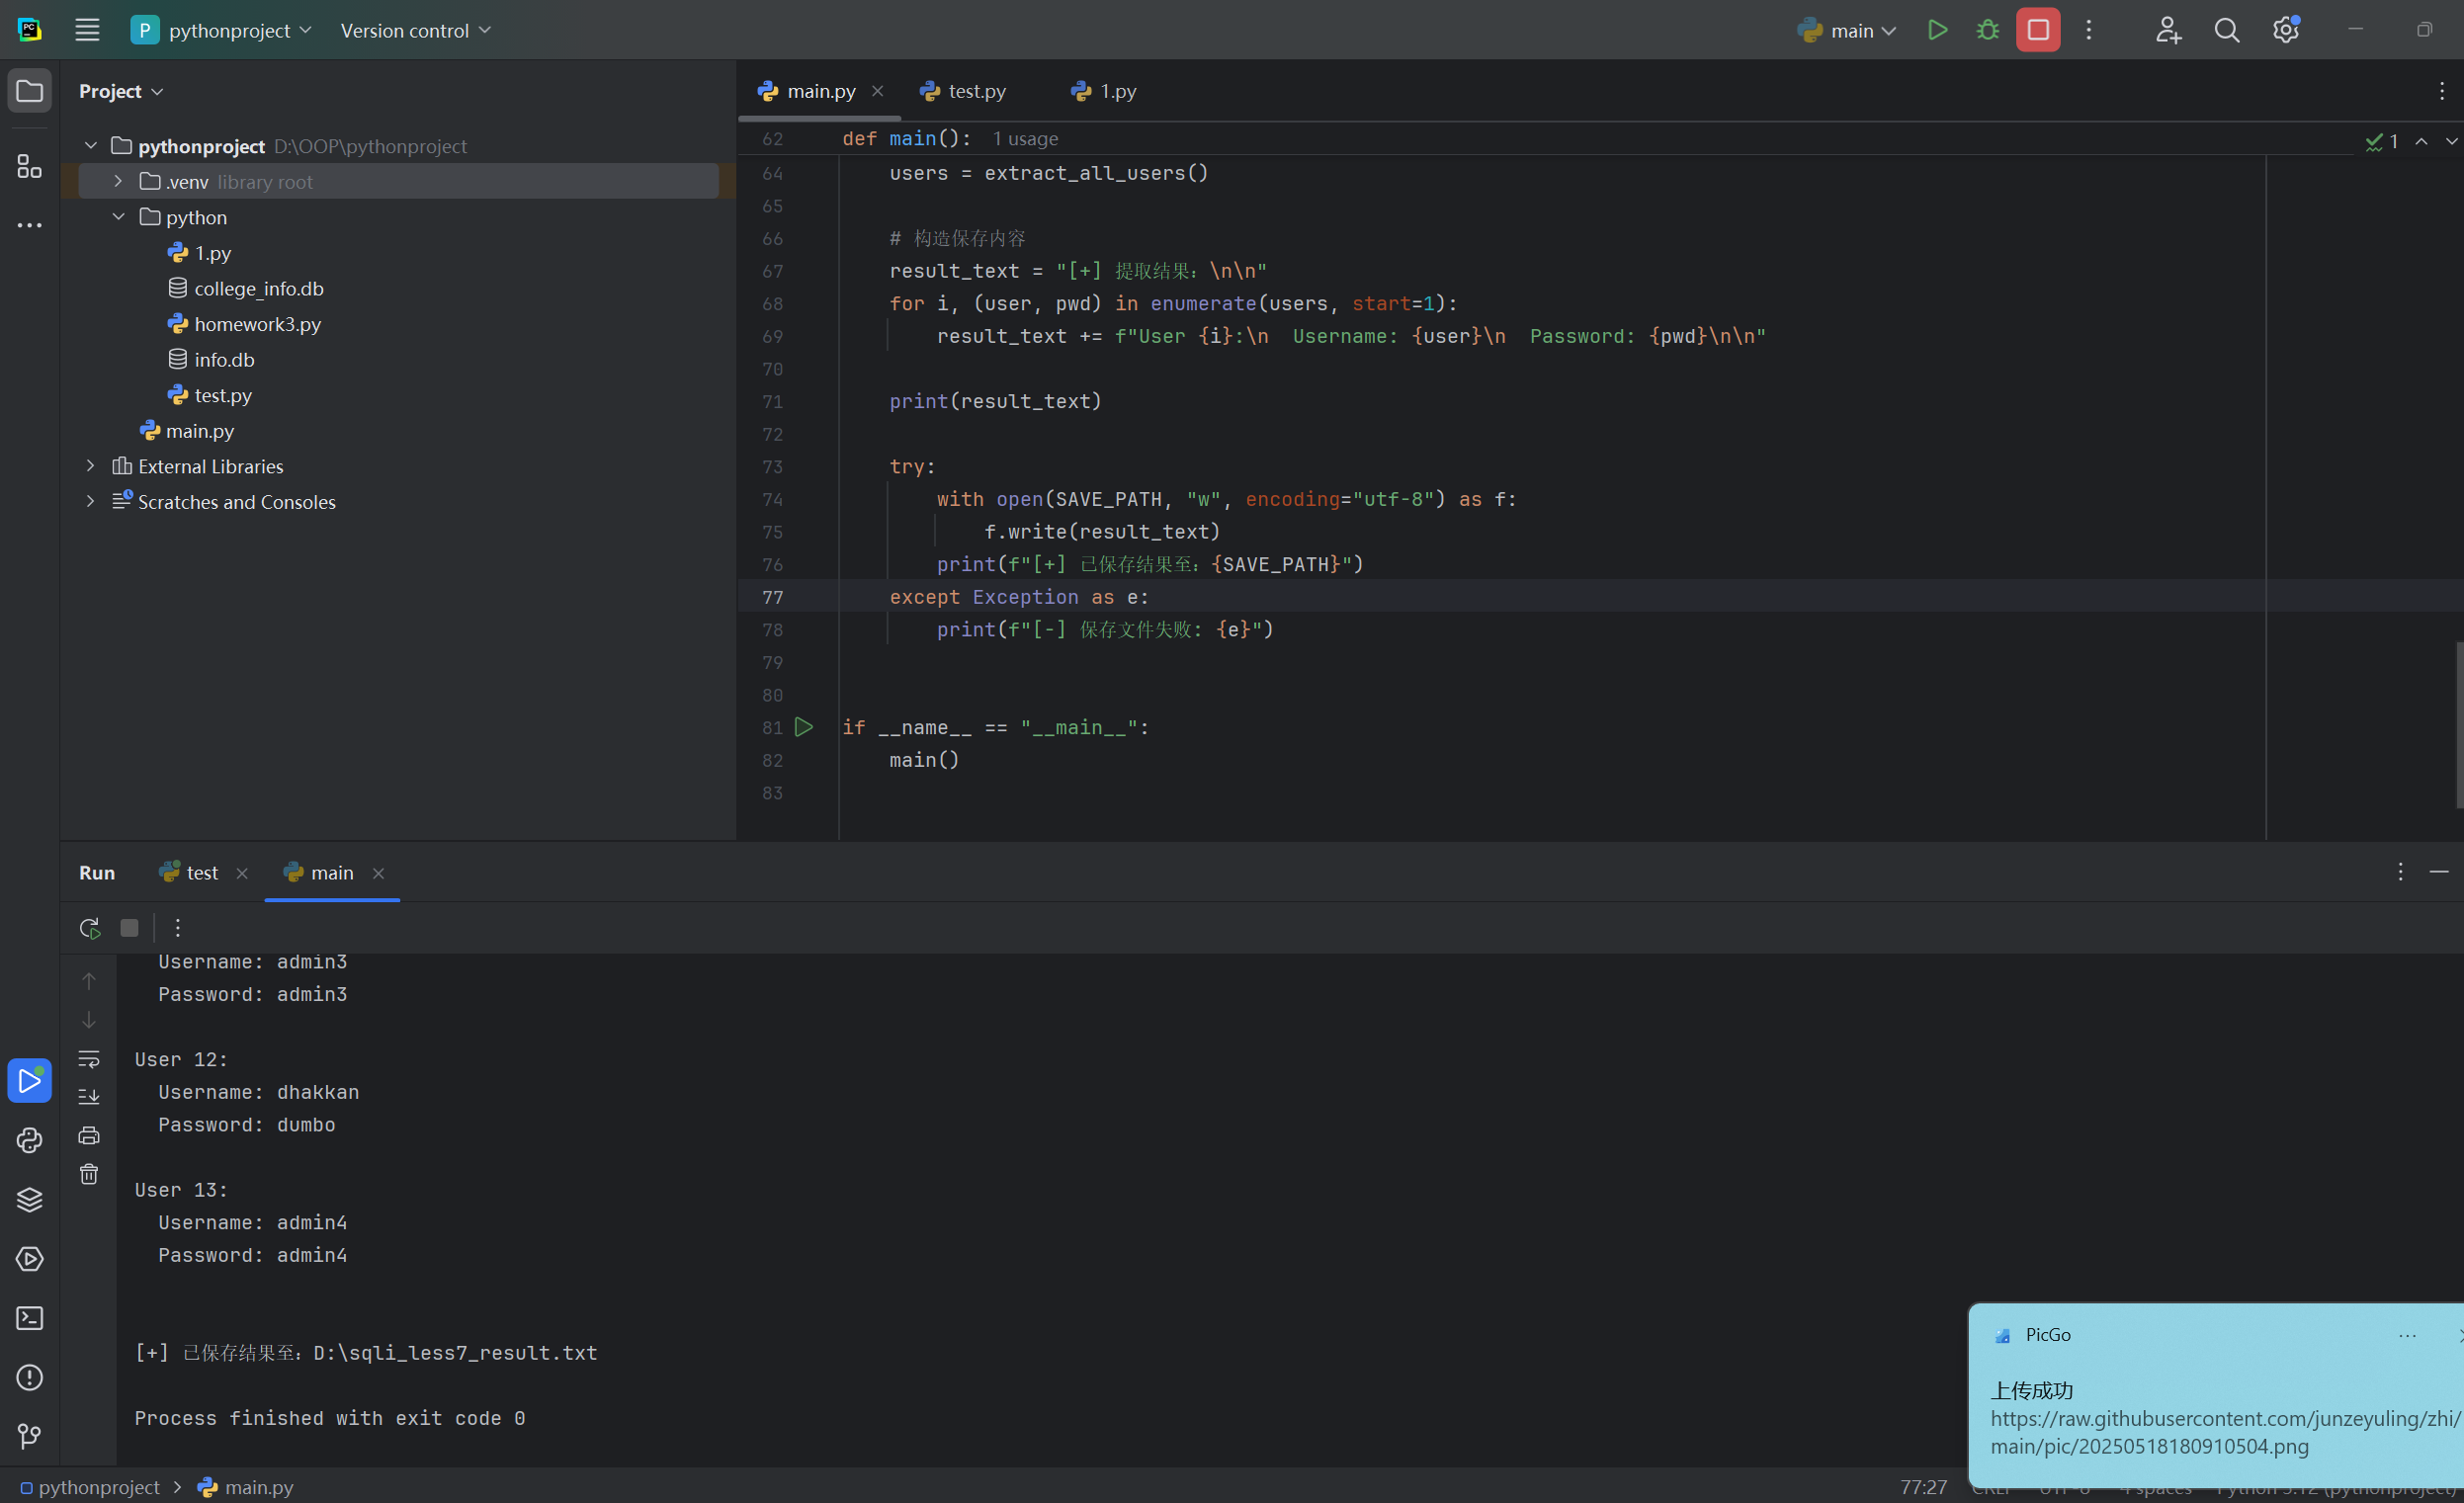 PC
P pythonproject
Version control
main
Project
pythonproject D:\OOP\pythonproject
.venv library root
python
1.py
college_info.db
homework3.py
info.db
test.py
main.py
External Libraries
Scratches and Consoles
main.py
test.py
1.py
62 def main(): 1 usage
1
64 users = extract_all_users()
65
66 # 构造保存内容
67 result_text = "[+] 提取结果：\n\n"
68 for i, (user, pwd) in enumerate(users, start=1):
69 result_text += f"User {i}:\n  Username: {user}\n  Password: {pwd}\n\n"
70
71 print(result_text)
72
73 try:
74 with open(SAVE_PATH, "w", encoding="utf-8") as f:
75 f.write(result_text)
76 print(f"[+] 已保存结果至：{SAVE_PATH}")
77 except Exception as e:
78 print(f"[-] 保存文件失败: {e}")
79
80
81 if __name__ == "__main__":
82 main()
83
Run
test
main
Username: admin3
Password: admin3
User 12:
Username: dhakkan
Password: dumbo
User 13:
Username: admin4
Password: admin4
[+] 已保存结果至：D:\sqli_less7_result.txt
Process finished with exit code 0
PicGo
上传成功
https://raw.githubusercontent.com/junzeyuling/zhi/
main/pic/20250518180910504.png
pythonproject
main.py
77:27